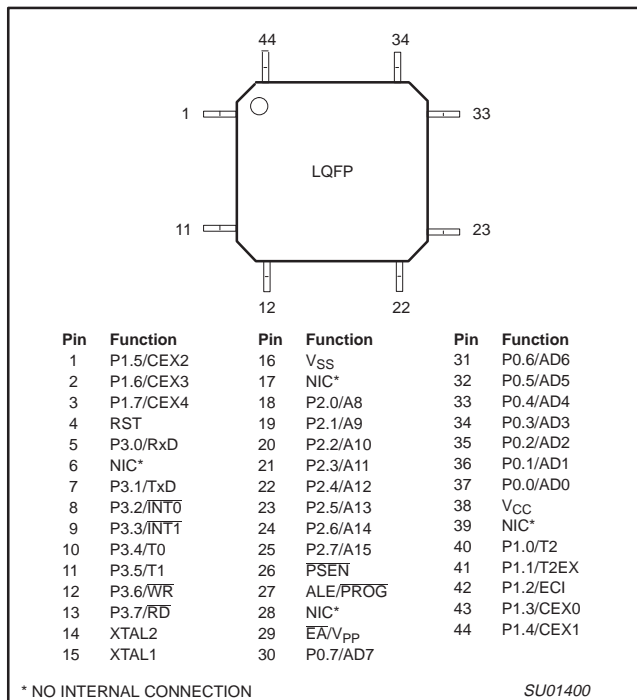 44 34
1 33
LQFP
11 23
12 22
Pin Function Pin Function Pin Function
1 P1.5/CEX2 16 VSS 31 P0.6/AD6
2 P1.6/CEX3 17 NIC* 32 P0.5/AD5
3 P1.7/CEX4 18 P2.0/A8 33 P0.4/AD4
4 RST 19 P2.1/A9 34 P0.3/AD3
5 P3.0/RxD 20 P2.2/A10 35 P0.2/AD2
6 NIC* 21 P2.3/A11 36 P0.1/AD1
7 P3.1/TxD 22 P2.4/A12 37 P0.0/AD0
8 P3.2/I̅N̅T̅0̅ 23 P2.5/A13 38 VCC
9 P3.3/I̅N̅T̅1̅ 24 P2.6/A14 39 NIC*
10 P3.4/T0 25 P2.7/A15 40 P1.0/T2
11 P3.5/T1 26 P̅S̅E̅N̅ 41 P1.1/T2EX
12 P3.6/W̅R̅ 27 ALE/P̅R̅O̅G̅ 42 P1.2/ECI
13 P3.7/R̅D̅ 28 NIC* 43 P1.3/CEX0
14 XTAL2 29 E̅A̅/VPP 44 P1.4/CEX1
15 XTAL1 30 P0.7/AD7
* NO INTERNAL CONNECTION SU01400